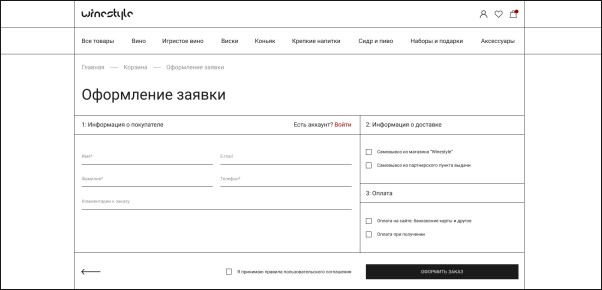 winestyle
Все товары Вино Игристое вино Виски Коньяк Крепкие напитки Сидр и пиво Наборы и подарки Аксессуары
Главная — Корзина — Оформление заявки
Оформление заявки
1: Информация о покупателе Есть аккаунт? Войти
Имя* E-mail
Фамилия* Телефон*
Комментарии к заказу
2: Информация о доставке
Самовывоз из магазина "Winestyle"
Самовывоз из партнерского пункта выдачи
3: Оплата
Оплата на сайте: банковские карты и другое
Оплата при получении
Я принимаю правила пользовательского соглашения
ОФОРМИТЬ ЗАКАЗ